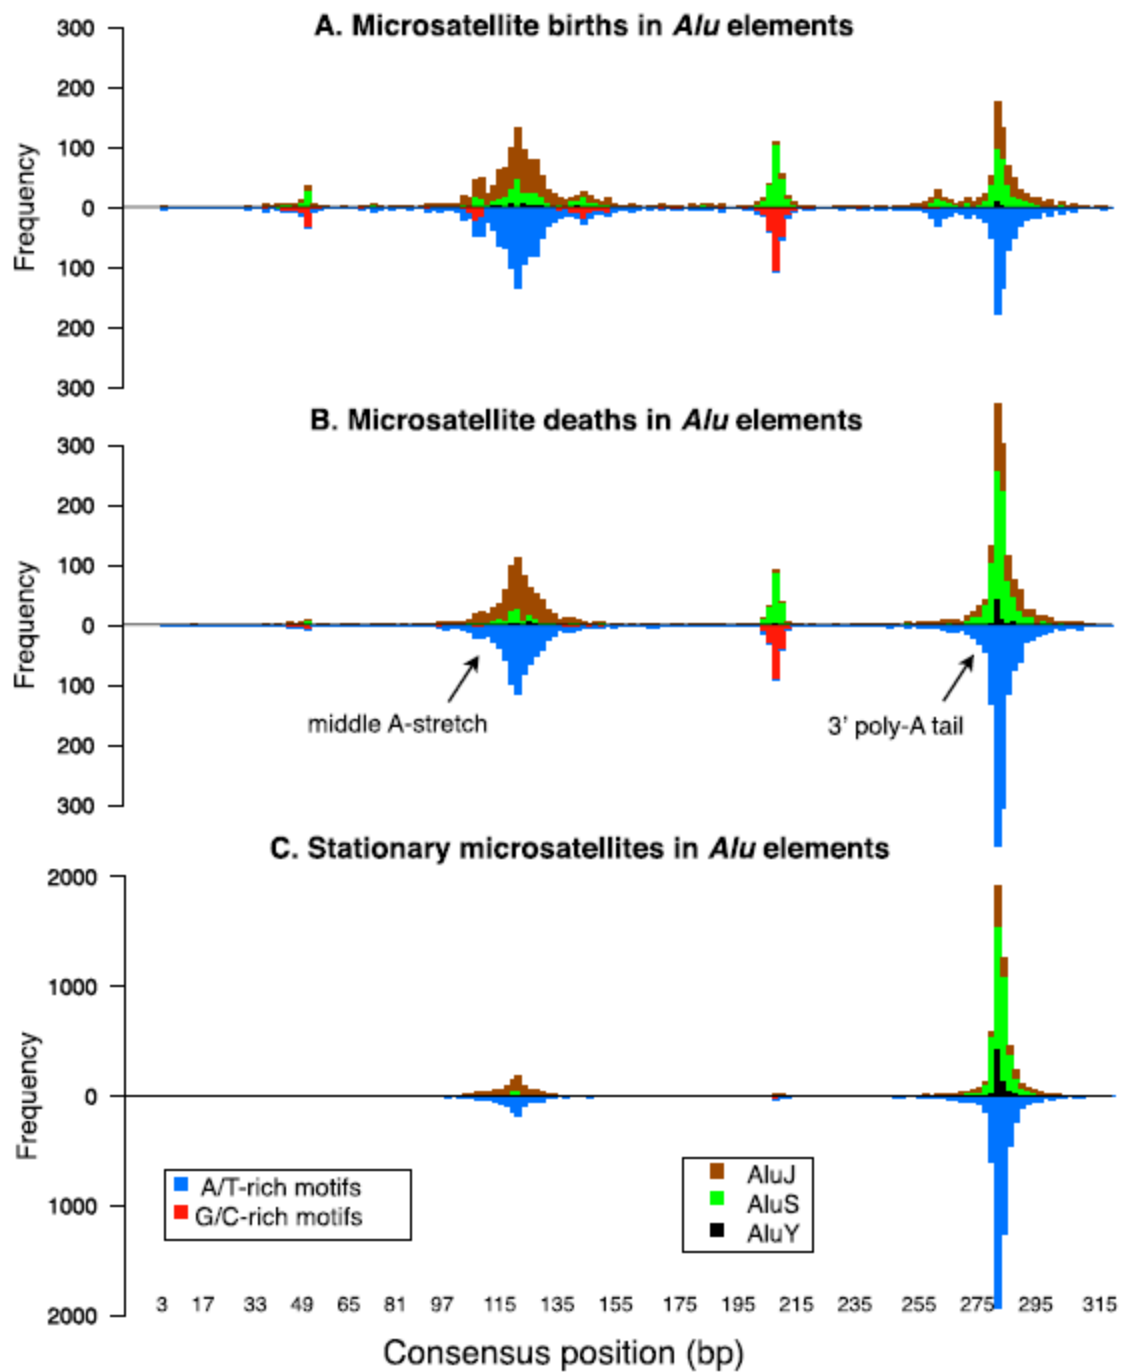 A. Microsatellite births in Alu elements
300
200
100
0
100
200
300
Frequency
B. Microsatellite deaths in Alu elements
300
200
100
0
100
200
300
Frequency
middle A-stretch
3' poly-A tail
C. Stationary microsatellites in Alu elements
2000
1000
0
1000
2000
Frequency
A/T-rich motifs
G/C-rich motifs
AluJ
AluS
AluY
3 17 33 49 65 81 97 115 135 155 175 195 215 235 255 275 295 315
Consensus position (bp)